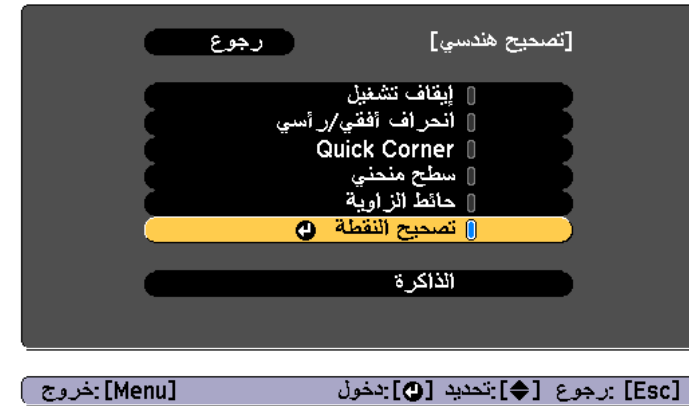 [تصحيح هندسي] رجوع
إيقاف تشغيل
انحراف أفقي/رأسي
Quick Corner
سطح منحني
حائط الزاوية
تصحيح النقطة
الذاكرة
[Esc] :رجوع [◆]:تحديد [↵]:دخول [Menu]:خروج